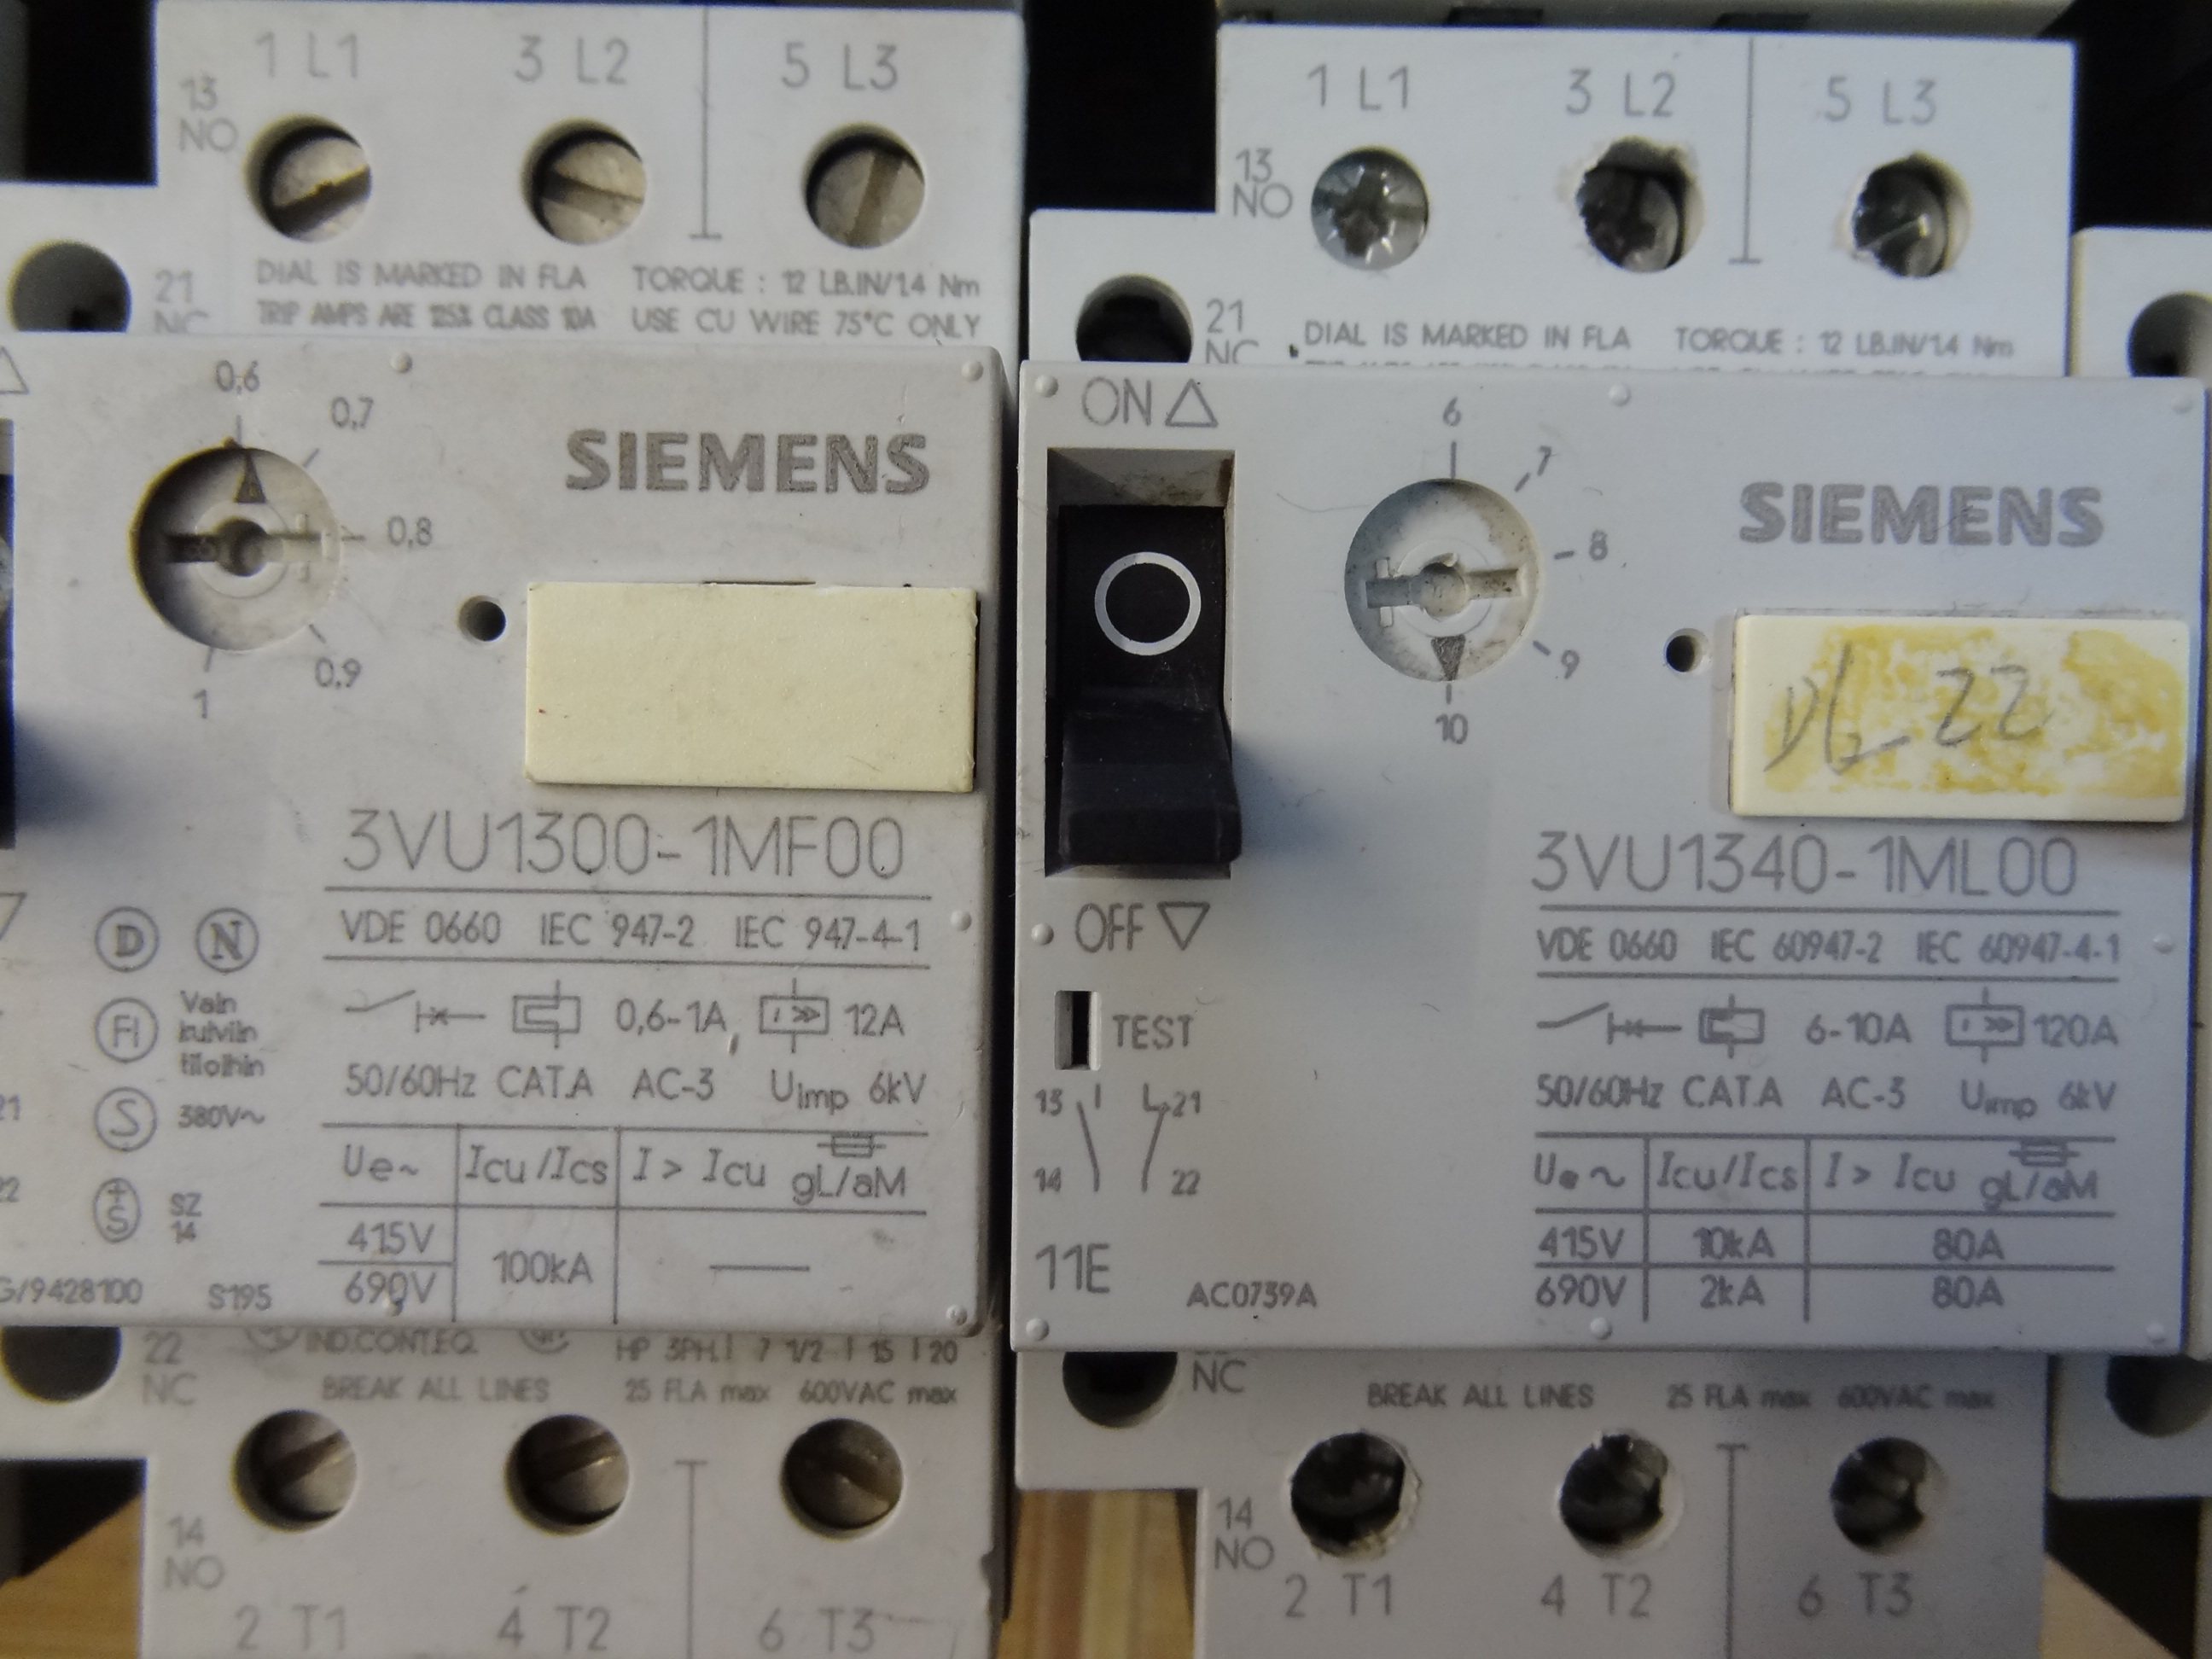 1 L1 3 L2 5 L3
13
NO
21
NC
DIAL IS MARKED IN FLA TORQUE : 12 LB.IN/1.4 Nm
TRIP AMPS ARE 125% CLASS 10A USE CU WIRE 75°C ONLY
0,6
0,7
0,8
0,9
1
SIEMENS
3VU1300-1MF00
VDE 0660 IEC 947-2 IEC 947-4-1
0,6-1A 12A
50/60Hz CAT.A AC-3 Uimp 6kV
Ue~ Icu/Ics I> Icu gL/aM
415V
690V
100kA
D N
FI
Vain
kuiviin
tiloihin
S 380V~
+S
SZ
14
21
22
G/9428100 S195
22
NC
IND.CONT.EQ. HP 3PH. 7 1/2 15 20
BREAK ALL LINES 25 FLA max 600VAC max
14
NO
2 T1 4 T2 6 T3
1 L1 3 L2 5 L3
13
NO
21
NC
DIAL IS MARKED IN FLA TORQUE : 12 LB.IN/1.4 Nm
ON
6
7
8
9
10
SIEMENS
22
3VU1340-1ML00
VDE 0660 IEC 60947-2 IEC 60947-4-1
6-10A 120A
50/60Hz CAT.A AC-3 Uimp 6kV
Ue~ Icu/Ics I> Icu gL/aM
415V 10kA 80A
690V 2kA 80A
OFF
TEST
13 21
14 22
11E AC0739A
NC
BREAK ALL LINES 25 FLA max 600VAC max
14
NO
2 T1 4 T2 6 T3